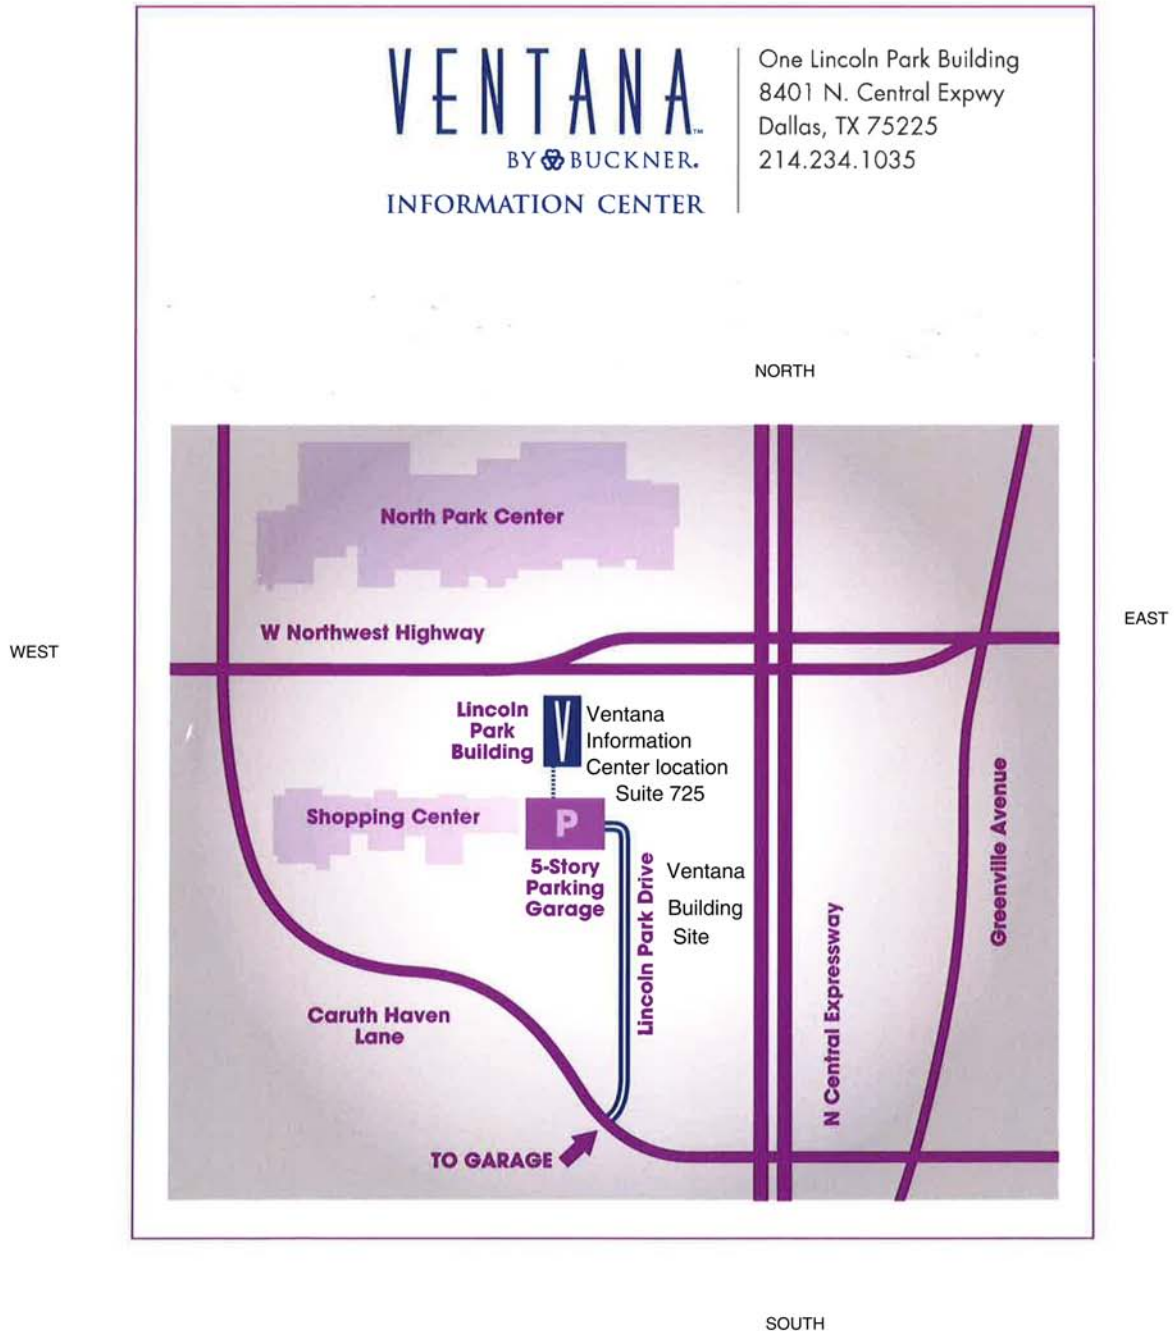 VENTANA™
BY BUCKNER.
INFORMATION CENTER
One Lincoln Park Building
8401 N. Central Expwy
Dallas, TX 75225
214.234.1035
NORTH
North Park Center
W Northwest Highway
EAST
WEST
Lincoln
Park
Building
V
Ventana
Information
Center location
Suite 725
Shopping Center
P
5-Story
Parking
Garage
Lincoln Park Drive
Ventana
Building
Site
Greenville Avenue
N Central Expressway
Caruth Haven
Lane
TO GARAGE
SOUTH